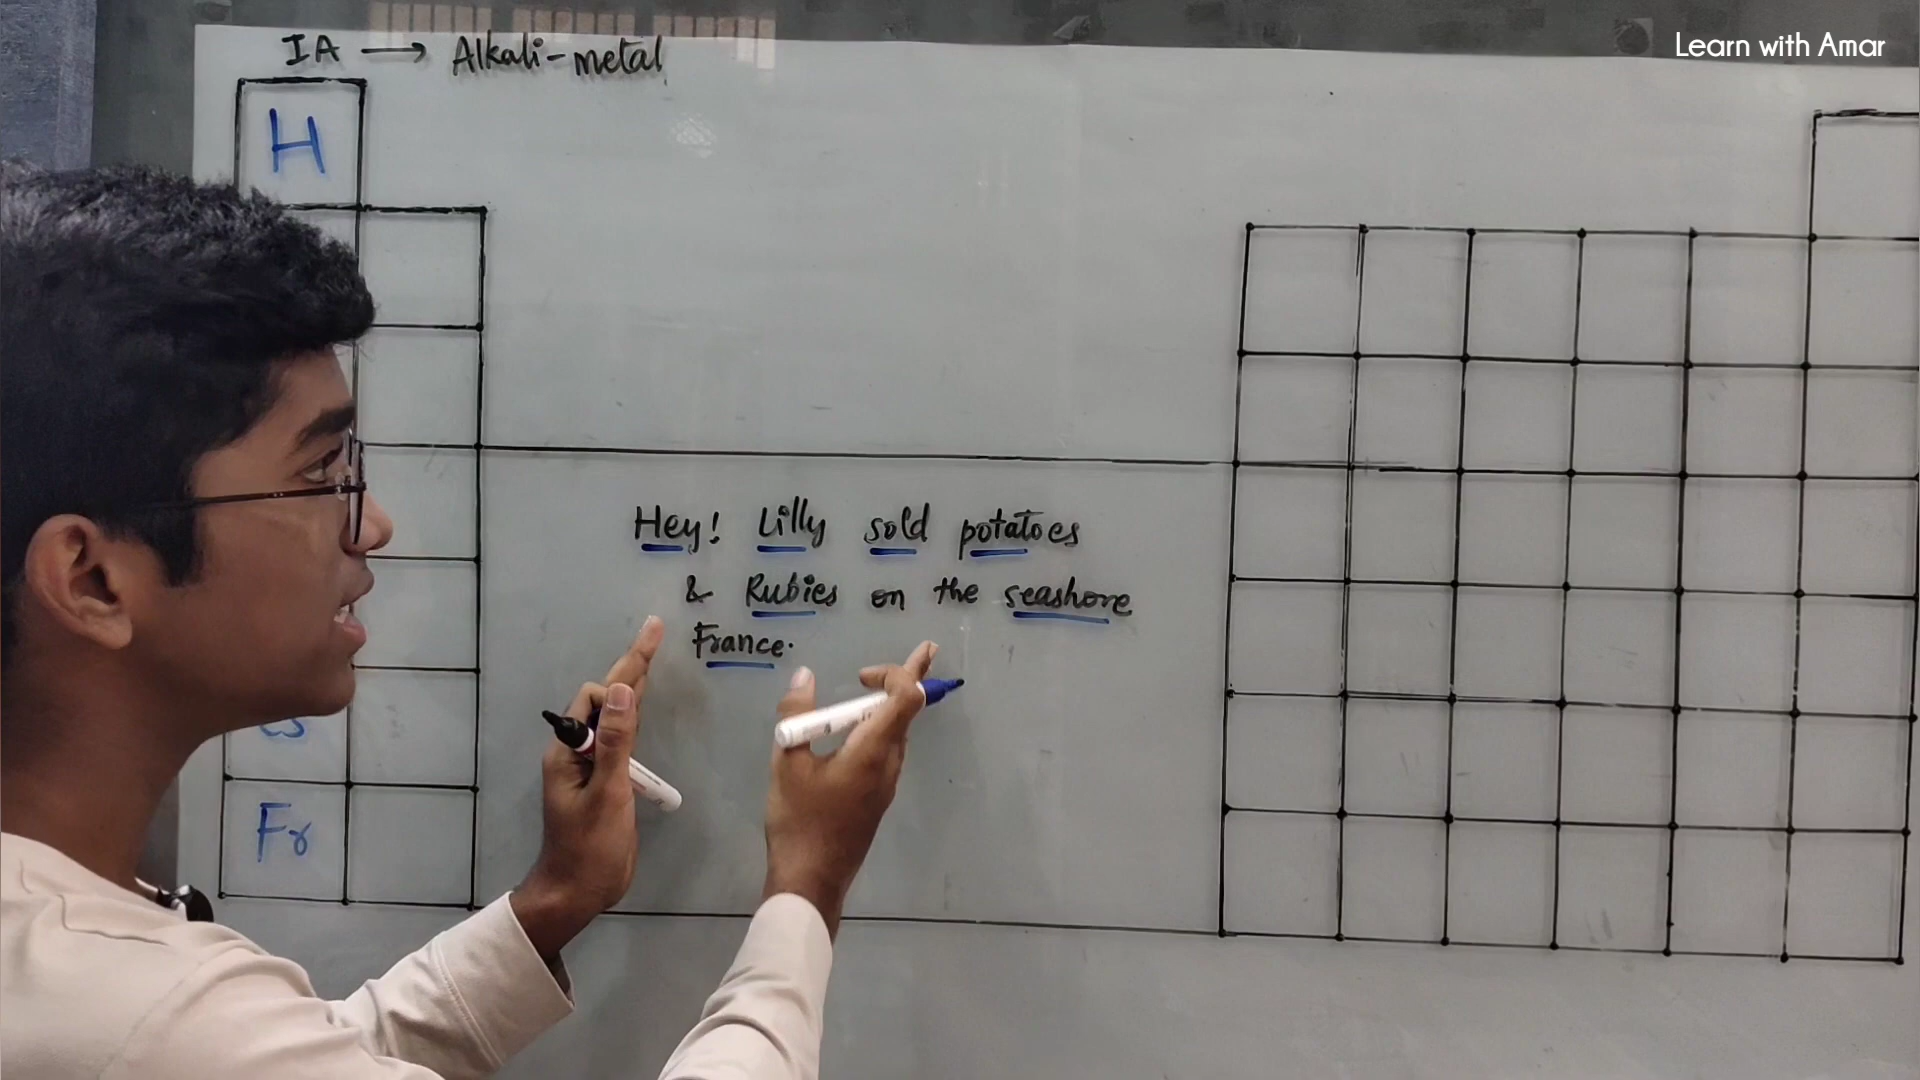 Learn with Amar
IA → Alkali-metal
H
Hey! Lilly sold potatoes
& Rubies on the seashore
France.
Fr